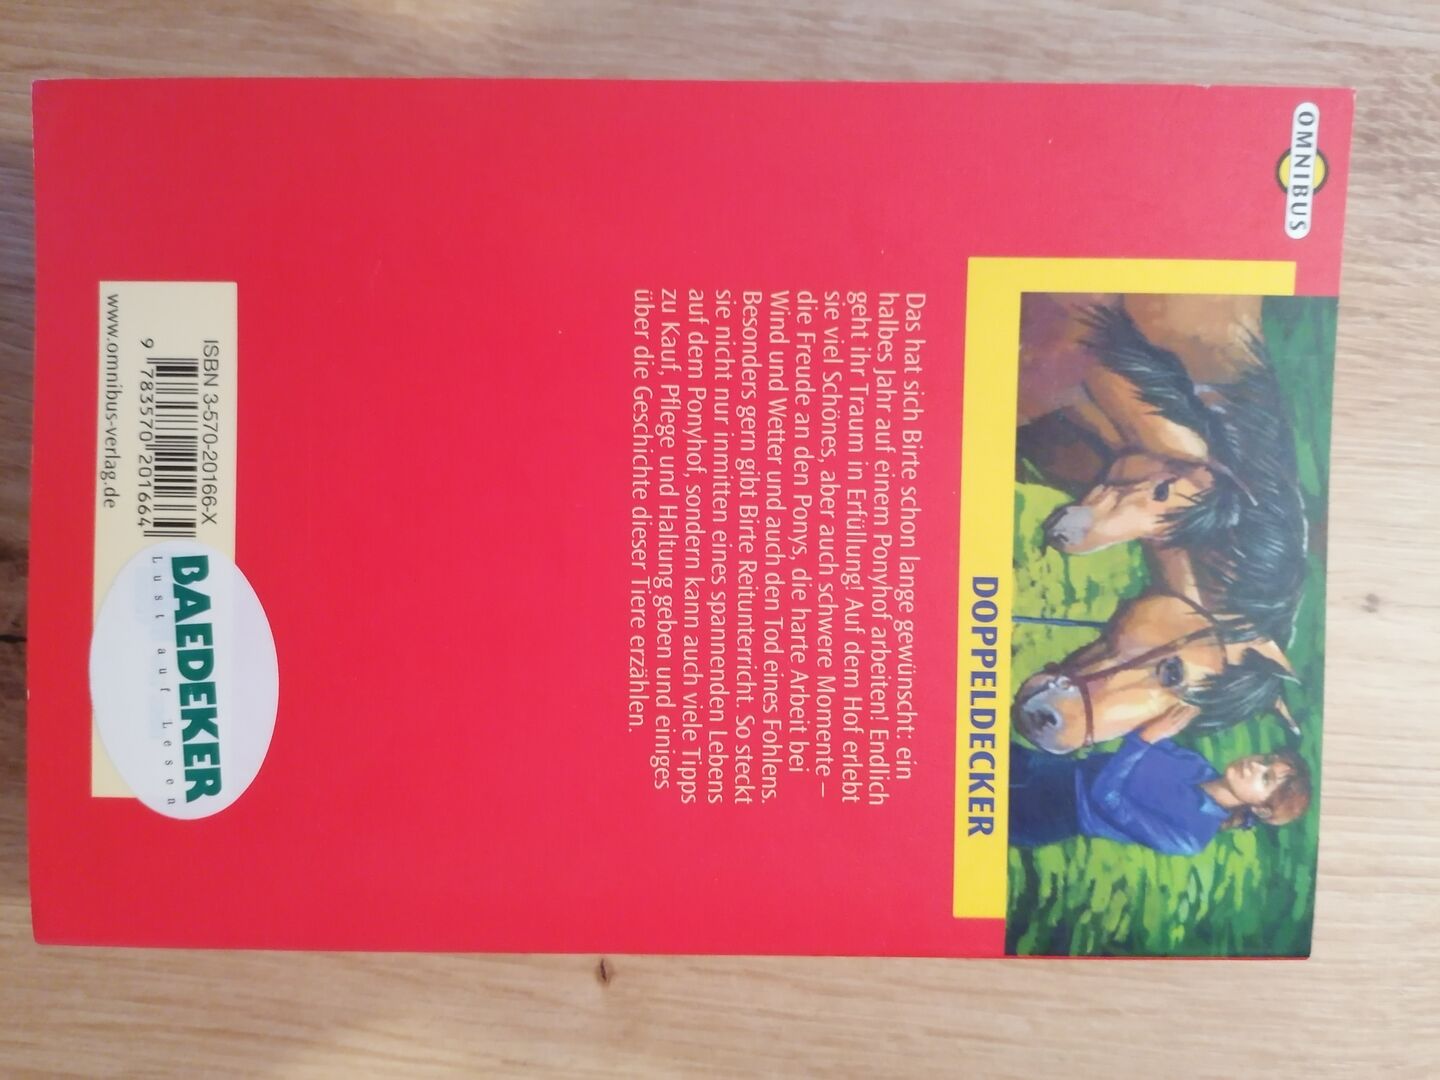 OMNIBUS
DOPPELDECKER
Das hat sich Birte schon lange gewünscht: ein
halbes Jahr auf einem Ponyhof arbeiten! Endlich
geht ihr Traum in Erfüllung! Auf dem Hof erlebt
sie viel Schönes, aber auch schwere Momente –
die Freude an den Ponys, die harte Arbeit bei
Wind und Wetter und auch den Tod eines Fohlens.
Besonders gern gibt Birte Reitunterricht. So steckt
sie nicht nur inmitten eines spannenden Lebens
auf dem Ponyhof, sondern kann auch viele Tipps
zu Kauf, Pflege und Haltung geben und einiges
über die Geschichte dieser Tiere erzählen.
ISBN 3-570-20166-X
9 783570 201664
www.omnibus-verlag.de
BAEDEKER
Lust auf Lesen